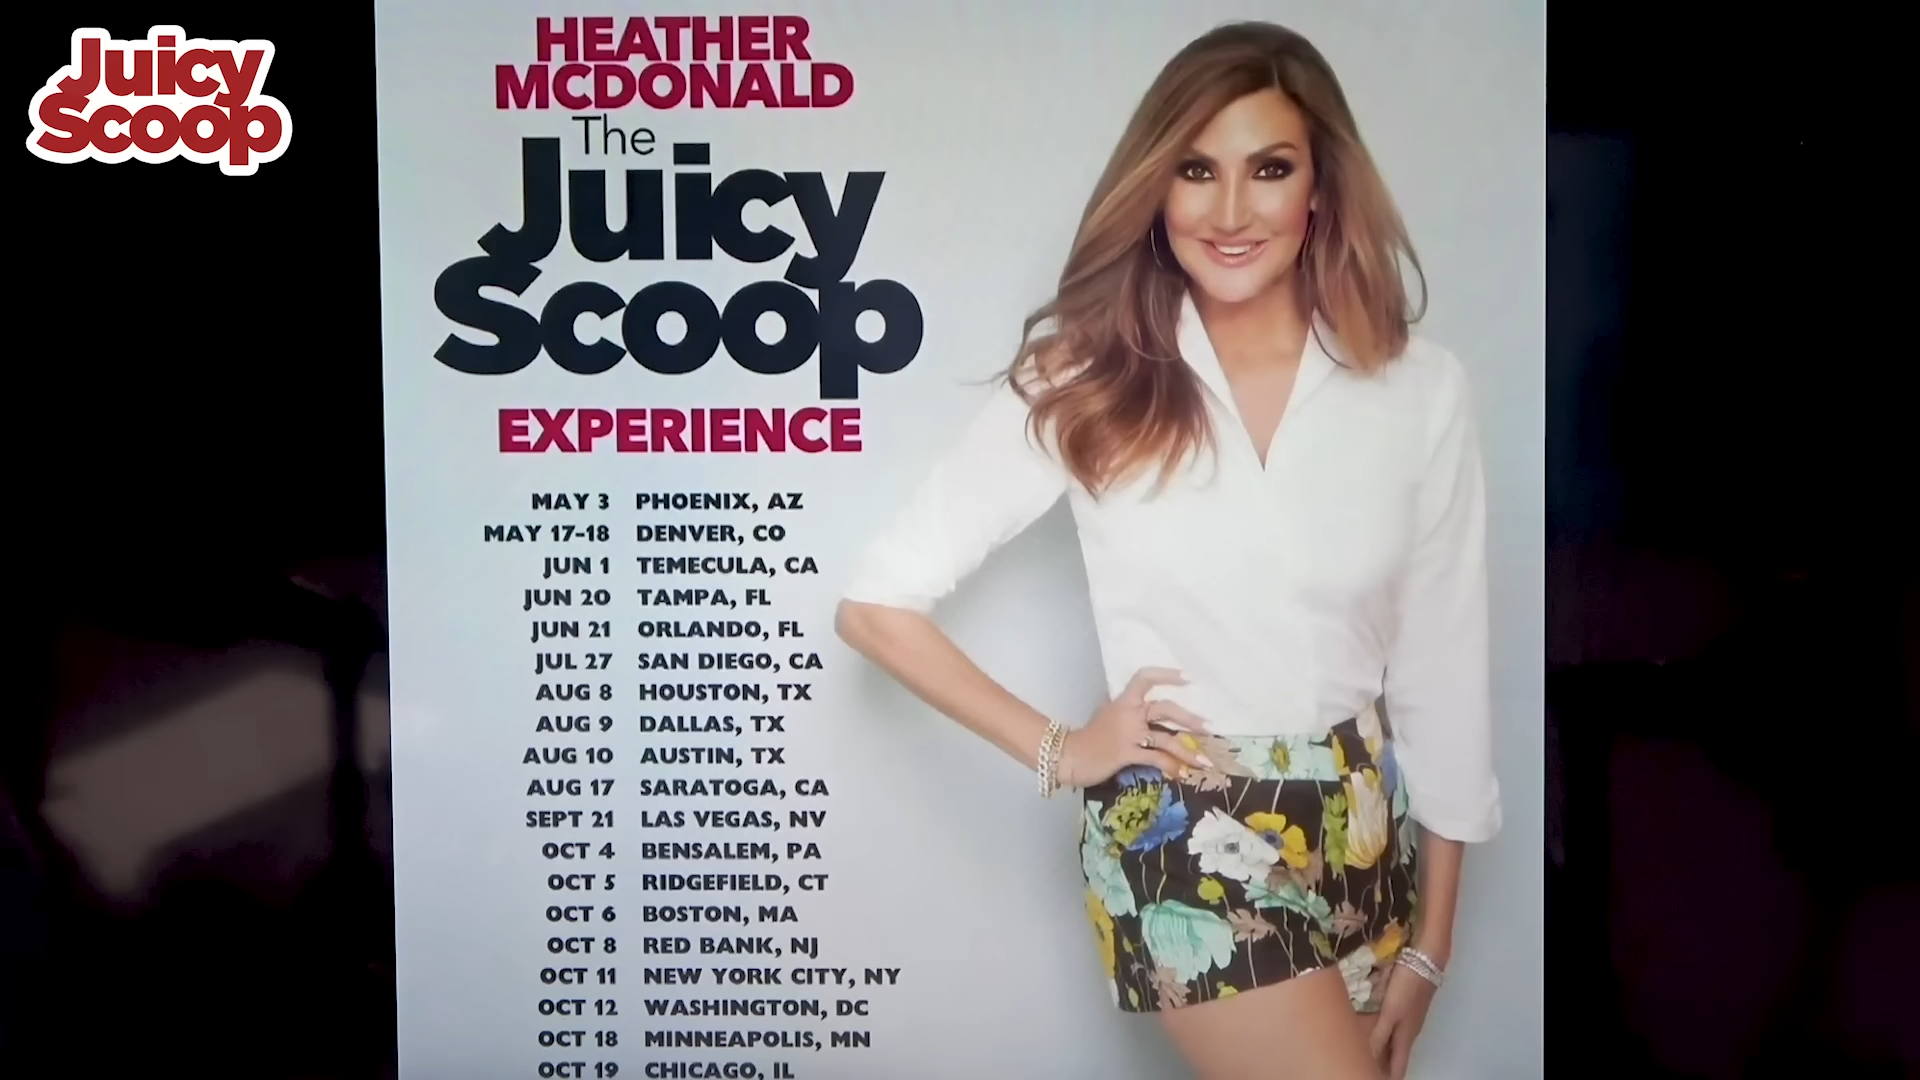 Juicy
Scoop
HEATHER
MCDONALD
The
Juicy
Scoop
EXPERIENCE
MAY 3 PHOENIX, AZ
MAY 17-18 DENVER, CO
JUN 1 TEMECULA, CA
JUN 20 TAMPA, FL
JUN 21 ORLANDO, FL
JUL 27 SAN DIEGO, CA
AUG 8 HOUSTON, TX
AUG 9 DALLAS, TX
AUG 10 AUSTIN, TX
AUG 17 SARATOGA, CA
SEPT 21 LAS VEGAS, NV
OCT 4 BENSALEM, PA
OCT 5 RIDGEFIELD, CT
OCT 6 BOSTON, MA
OCT 8 RED BANK, NJ
OCT 11 NEW YORK CITY, NY
OCT 12 WASHINGTON, DC
OCT 18 MINNEAPOLIS, MN
OCT 19 CHICAGO, IL